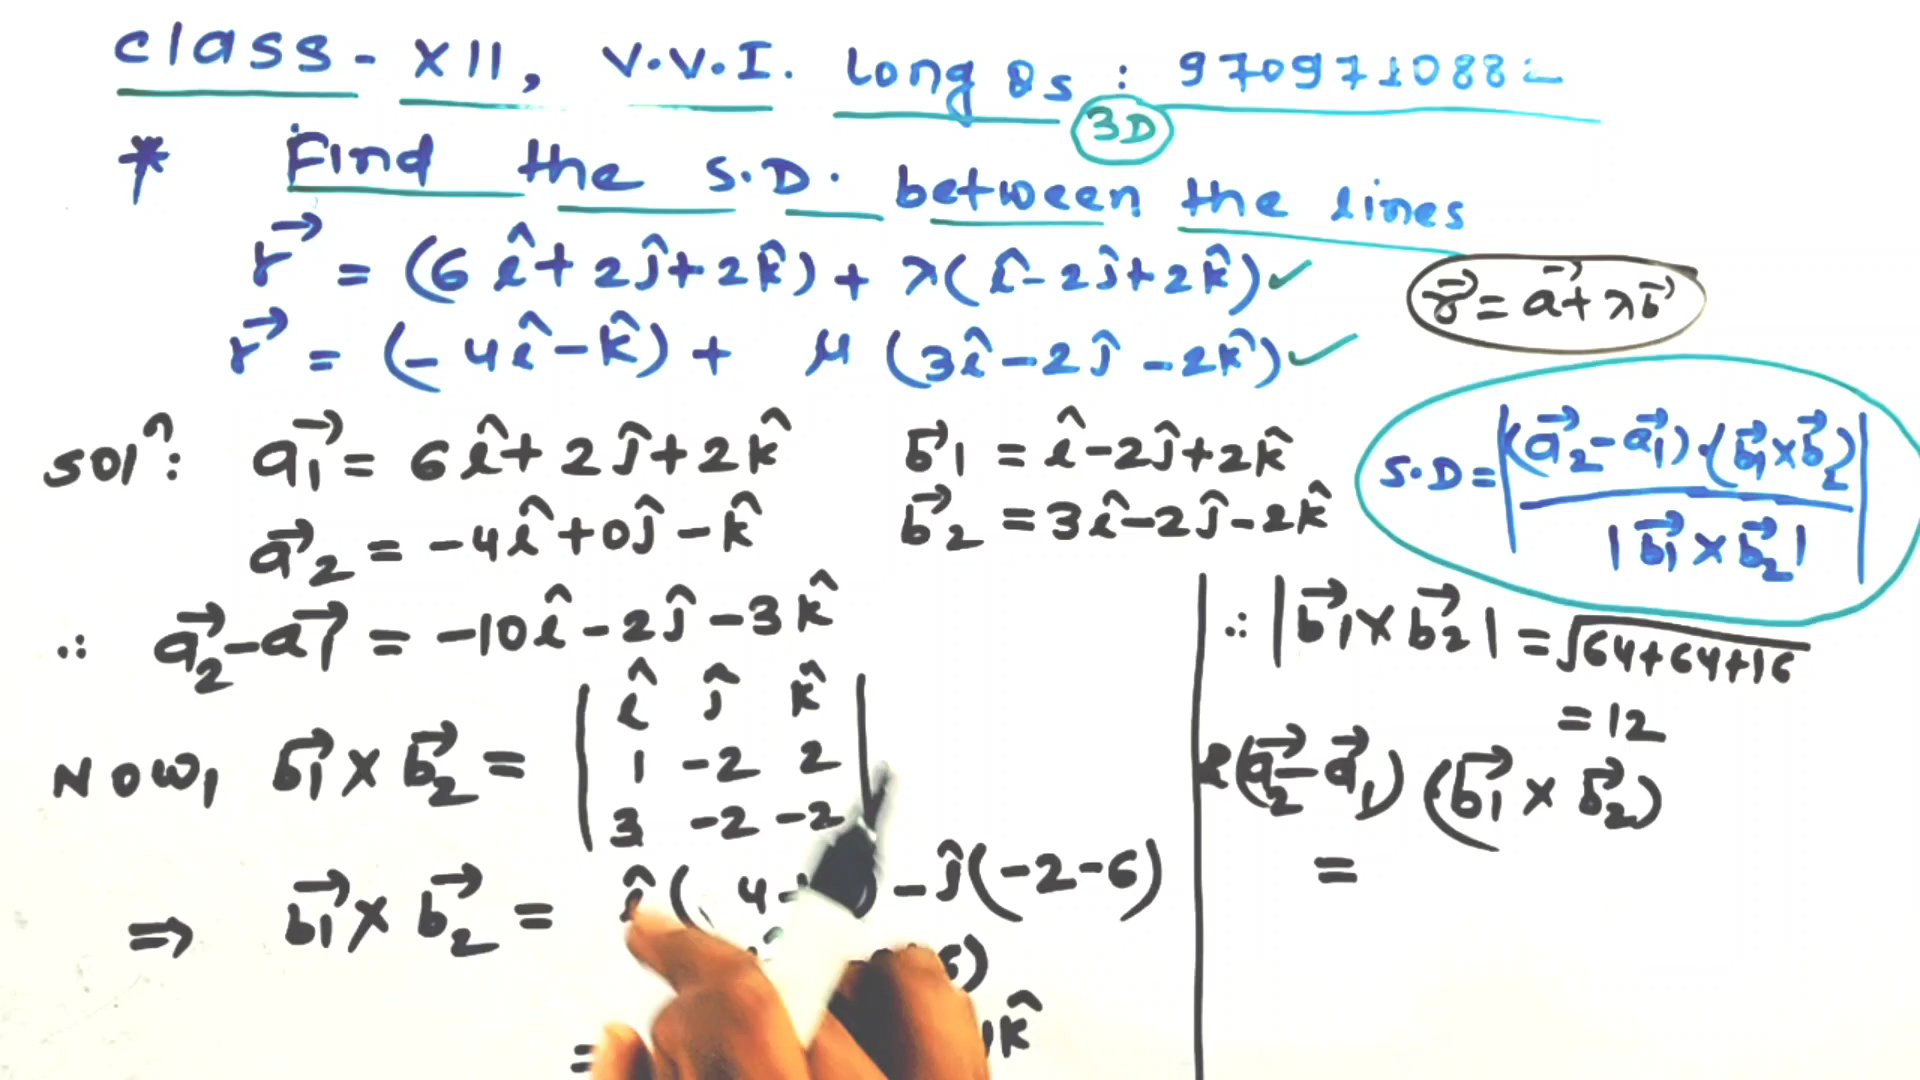 class-XII, V.V.I. Long Qs: 970971088
3D
* Find the S.D. between the lines
r⃗ = (6î+2ĵ+2k̂)+λ(î-2ĵ+2k̂)✓
r⃗ = (-4î-k̂)+ μ(3î-2ĵ-2k̂)✓
r⃗=a⃗+λb⃗
S.D=|(a⃗2-a⃗1)·(b⃗1×b⃗2)/|b⃗1×b⃗2||
Solⁿ: a⃗1= 6î+2ĵ+2k̂ b⃗1 = î-2ĵ+2k̂
a⃗2 = -4î+0ĵ-k̂ b⃗2 = 3î-2ĵ-2k̂
∴ a⃗2-a⃗1 = -10î-2ĵ-3k̂
Now, b⃗1×b⃗2 = | î ĵ k̂
1 -2 2
3 -2 -2 |
⇒ b⃗1×b⃗2 = î(4 ) -ĵ(-2-6)
)
= k̂
∴ |b⃗1×b⃗2| = √64+64+16
= 12
&(a⃗2-a⃗1)(b⃗1×b⃗2)
=